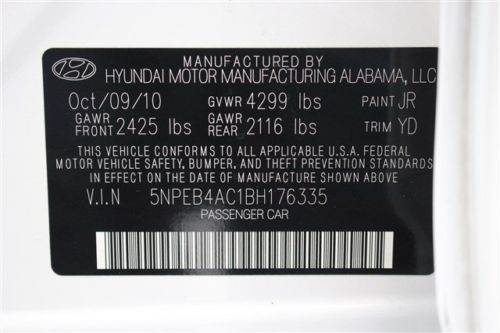 MANUFACTURED BY
HYUNDAI MOTOR MANUFACTURING ALABAMA, LLC
Oct/09/10 GVWR 4299 lbs PAINT JR
GAWR FRONT 2425 lbs GAWR REAR 2116 lbs TRIM YD
THIS VEHICLE CONFORMS TO ALL APPLICABLE U.S.A. FEDERAL
MOTOR VEHICLE SAFETY, BUMPER, AND THEFT PREVENTION STANDARDS
IN EFFECT ON THE DATE OF MANUFACTURE SHOWN ABOVE.
V.I.N 5NPEB4AC1BH176335
PASSENGER CAR